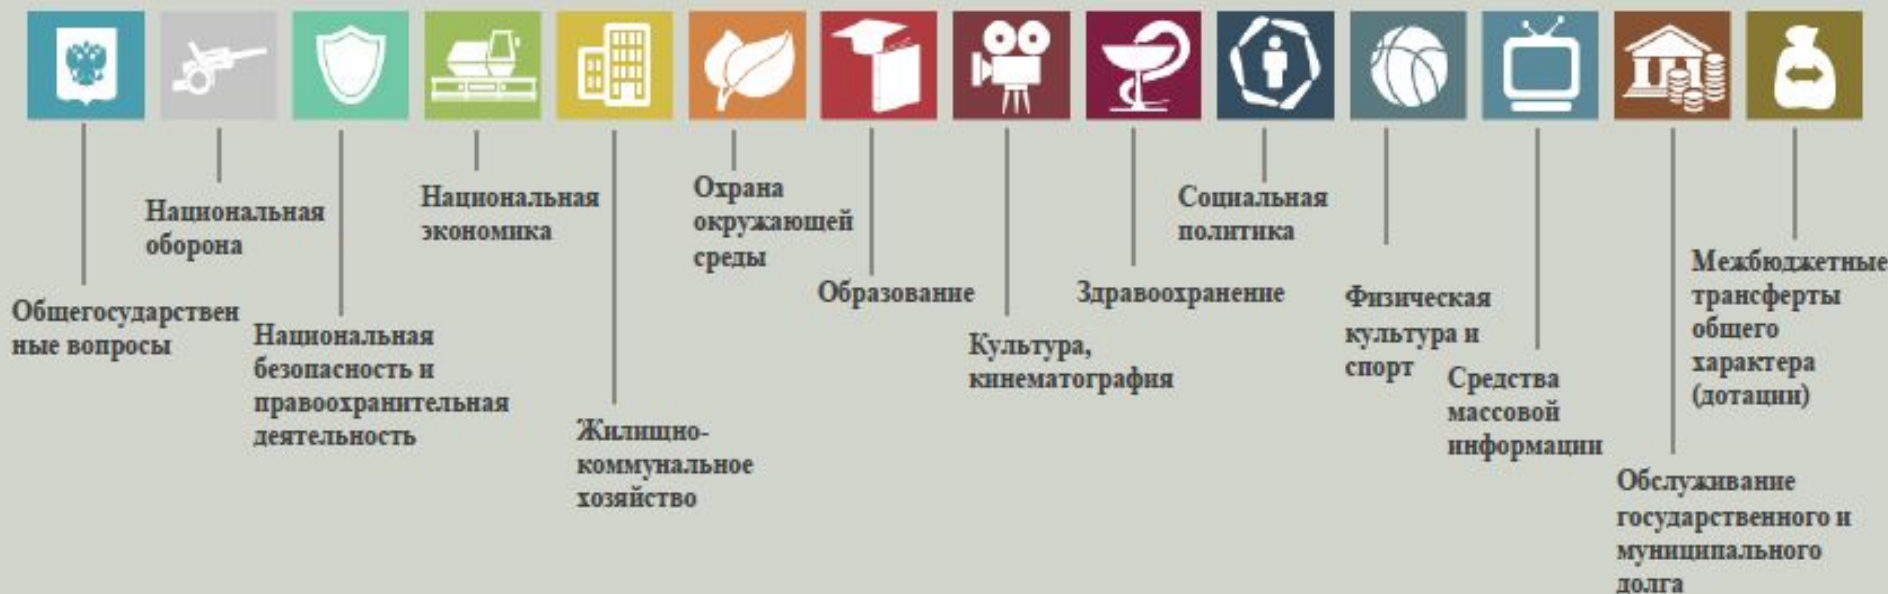 Общегосударствен
ные вопросы
Национальная
оборона
Национальная
безопасность и
правоохранительная
деятельность
Национальная
экономика
Жилищно-
коммунальное
хозяйство
Охрана
окружающей
среды
Образование
Культура,
кинематография
Здравоохранение
Социальная
политика
Физическая
культура и
спорт
Средства
массовой
информации
Обслуживание
государственного и
муниципального
долга
Межбюджетные
трансферты
общего
характера
(дотации)